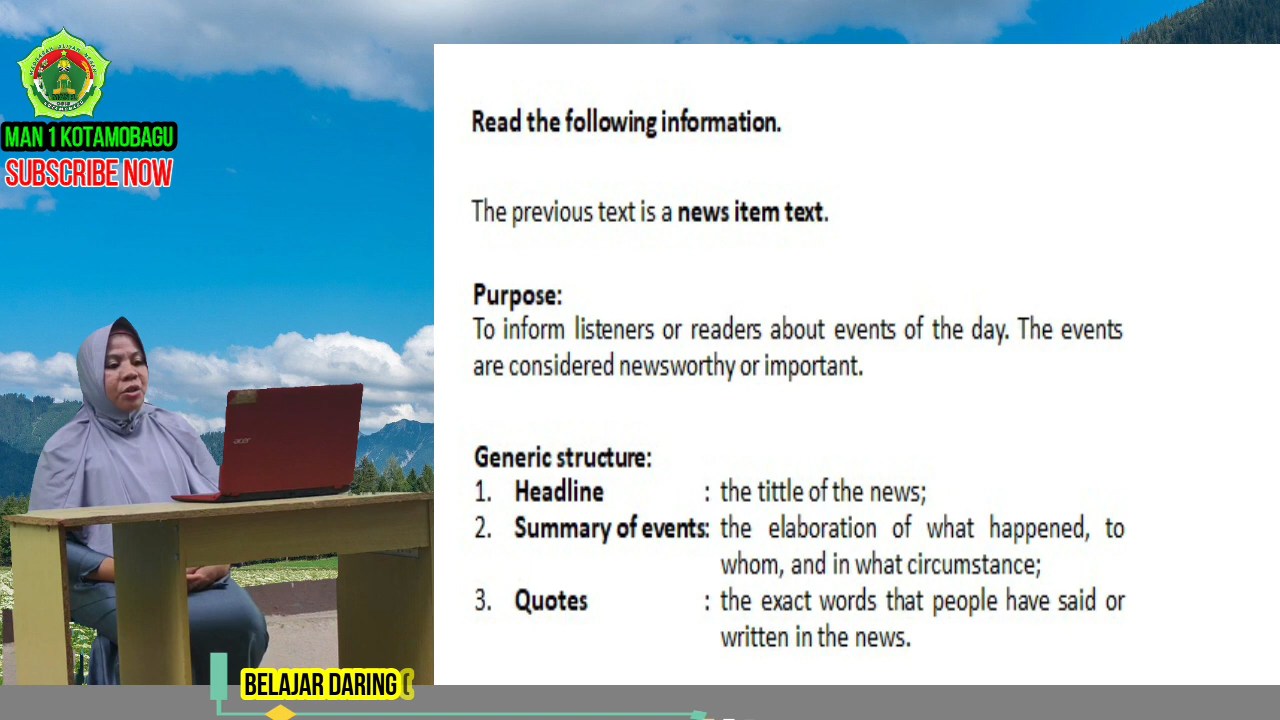 MAN 1 KOTAMOBAGU
SUBSCRIBE NOW
Read the following information.
The previous text is a news item text.
Purpose:
To inform listeners or readers about events of the day. The events
are considered newsworthy or important.
Generic structure:
1. Headline : the tittle of the news;
2. Summary of events: the elaboration of what happened, to
whom, and in what circumstance;
3. Quotes : the exact words that people have said or
written in the news.
acer
BELAJAR DARING